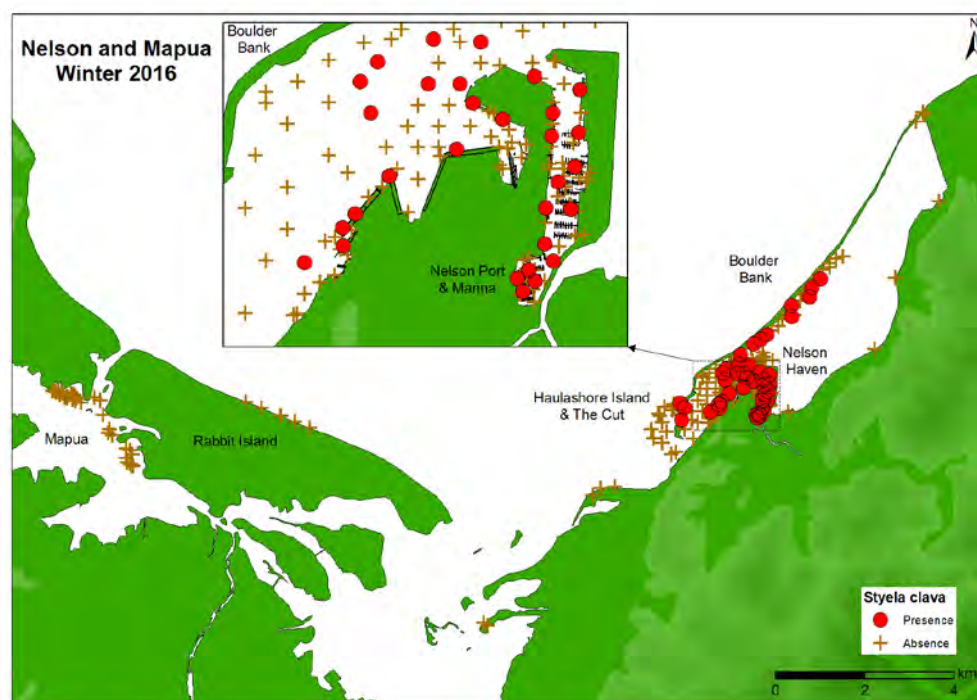 Nelson and Mapua
Winter 2016
Boulder
Bank
Nelson Port
& Marina
N
Boulder
Bank
Nelson
Haven
Haulashore Island
& The Cut
Mapua
Rabbit Island
Styela clava
Presence
Absence
0 2 4
km